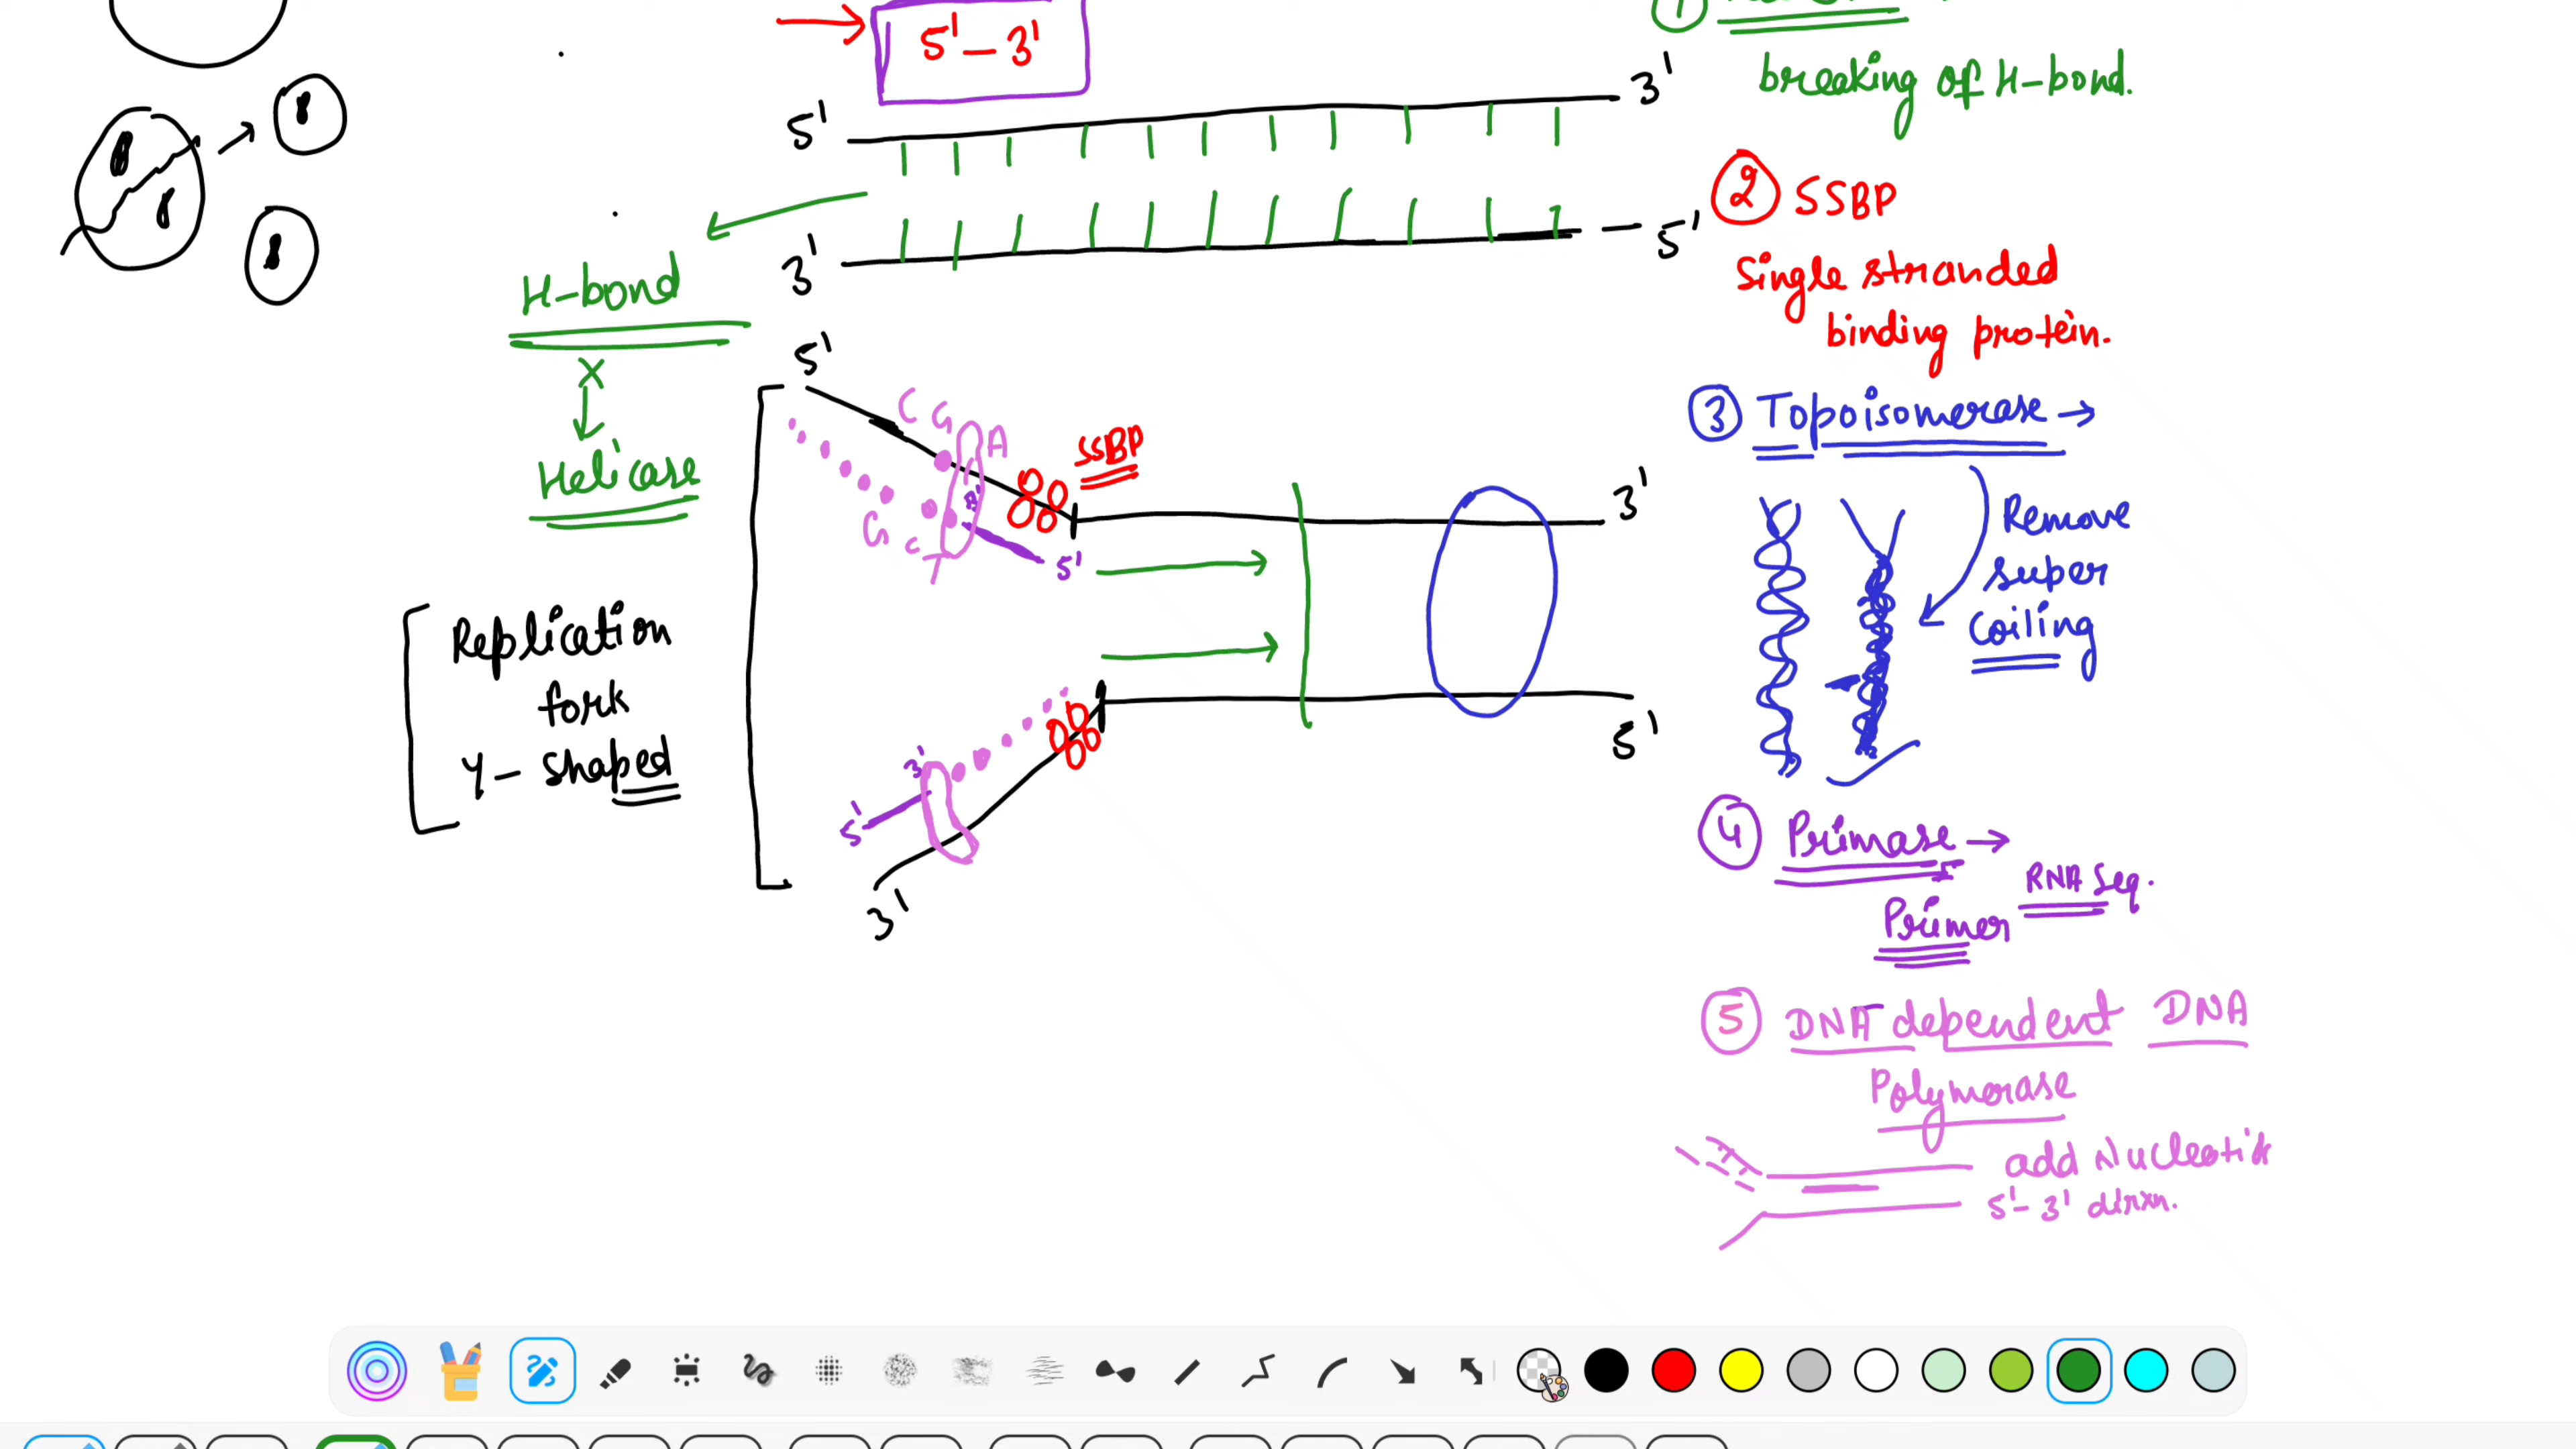 5'-3'
breaking of H-bond.
5'
3'
3'
5'
② SSBP
Single stranded
binding protein.
H-bond
X
Helicase
5'
C G A
SSBP
3'
G C T
5'
3'
5'
Replication
fork
Y-shaped
3'
5'
3'
③ Topoisomerase →
Remove
super
coiling
④ Primase →
RNA Seq.
Primer
⑤ DNA dependent DNA
Polymerase
add
5'-3' dirxn.